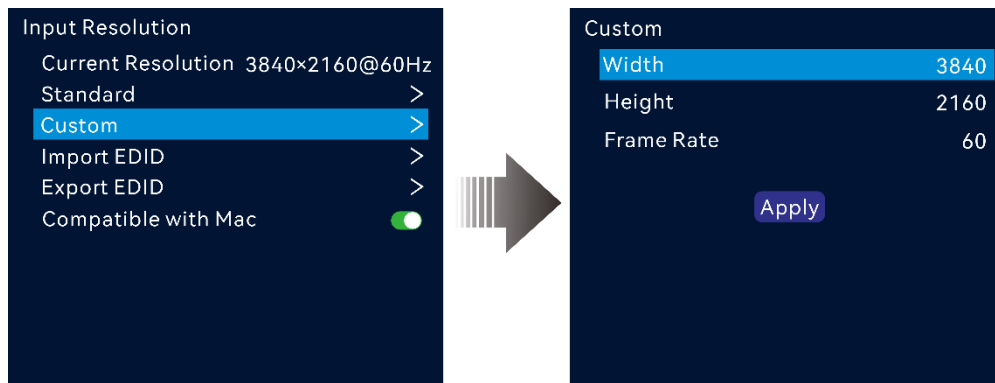 Input Resolution
Current Resolution 3840×2160@60Hz
Standard >
Custom >
Import EDID >
Export EDID >
Compatible with Mac
Custom
Width 3840
Height 2160
Frame Rate 60
Apply